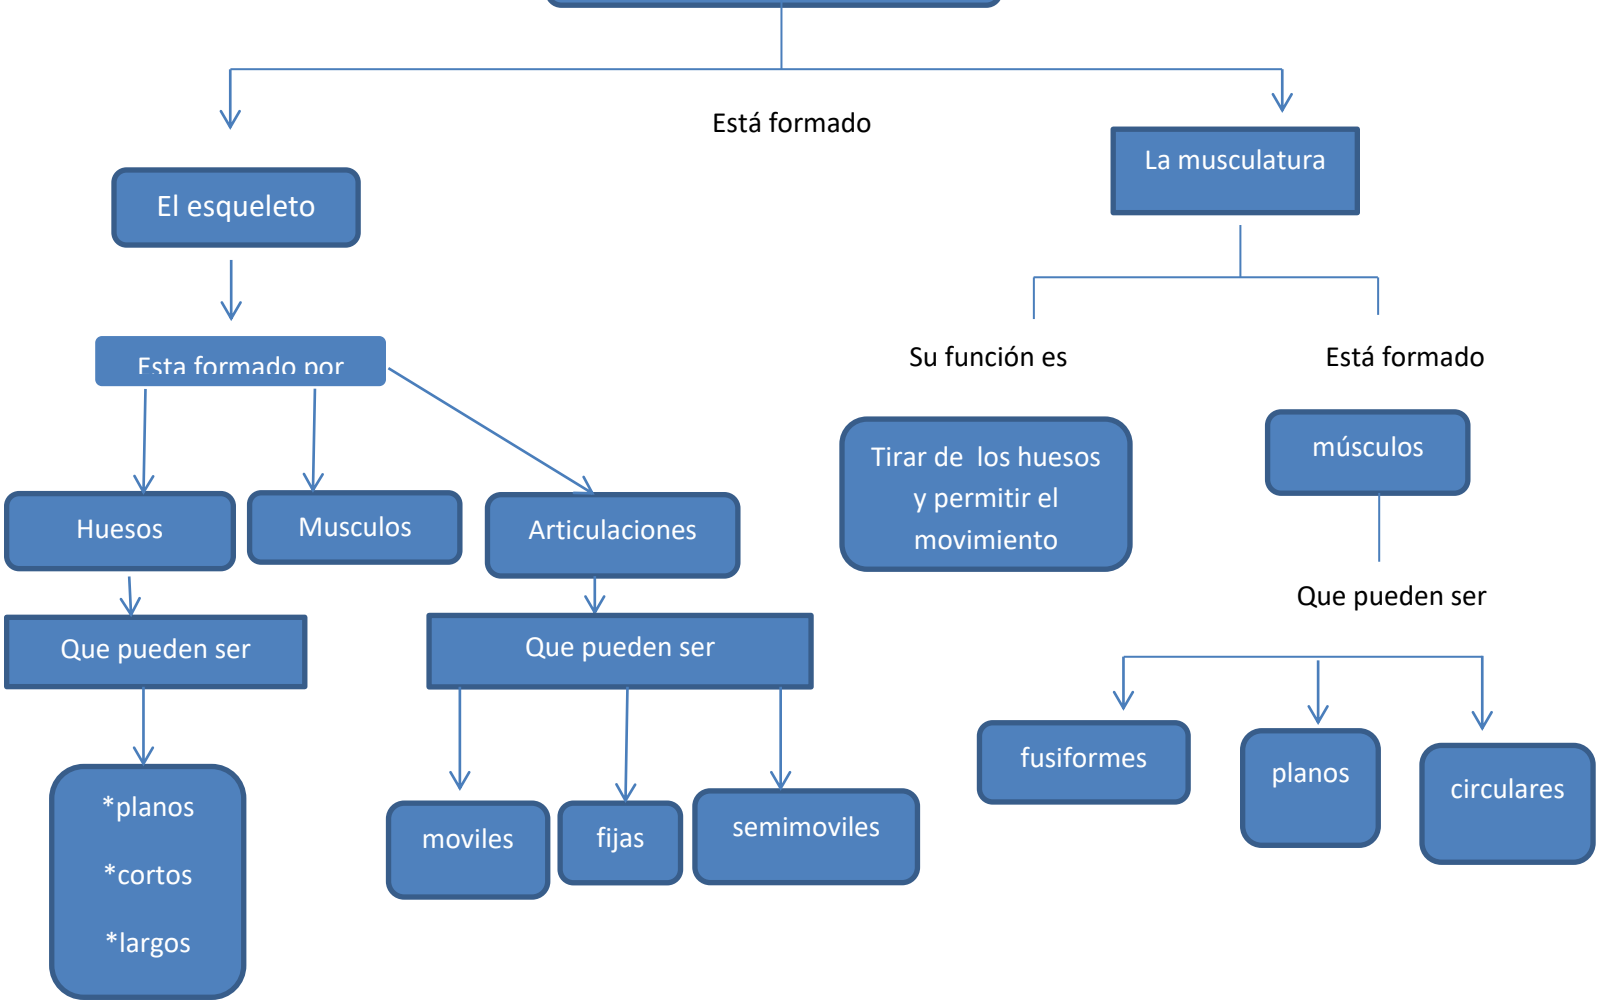 Está formado
La musculatura
El esqueleto
Esta formado por
Su función es
Está formado
Tirar de los huesos
y permitir el
movimiento
músculos
Huesos
Musculos
Articulaciones
Que pueden ser
Que pueden ser
Que pueden ser
fusiformes
planos
circulares
*planos
*cortos
*largos
moviles
fijas
semimoviles